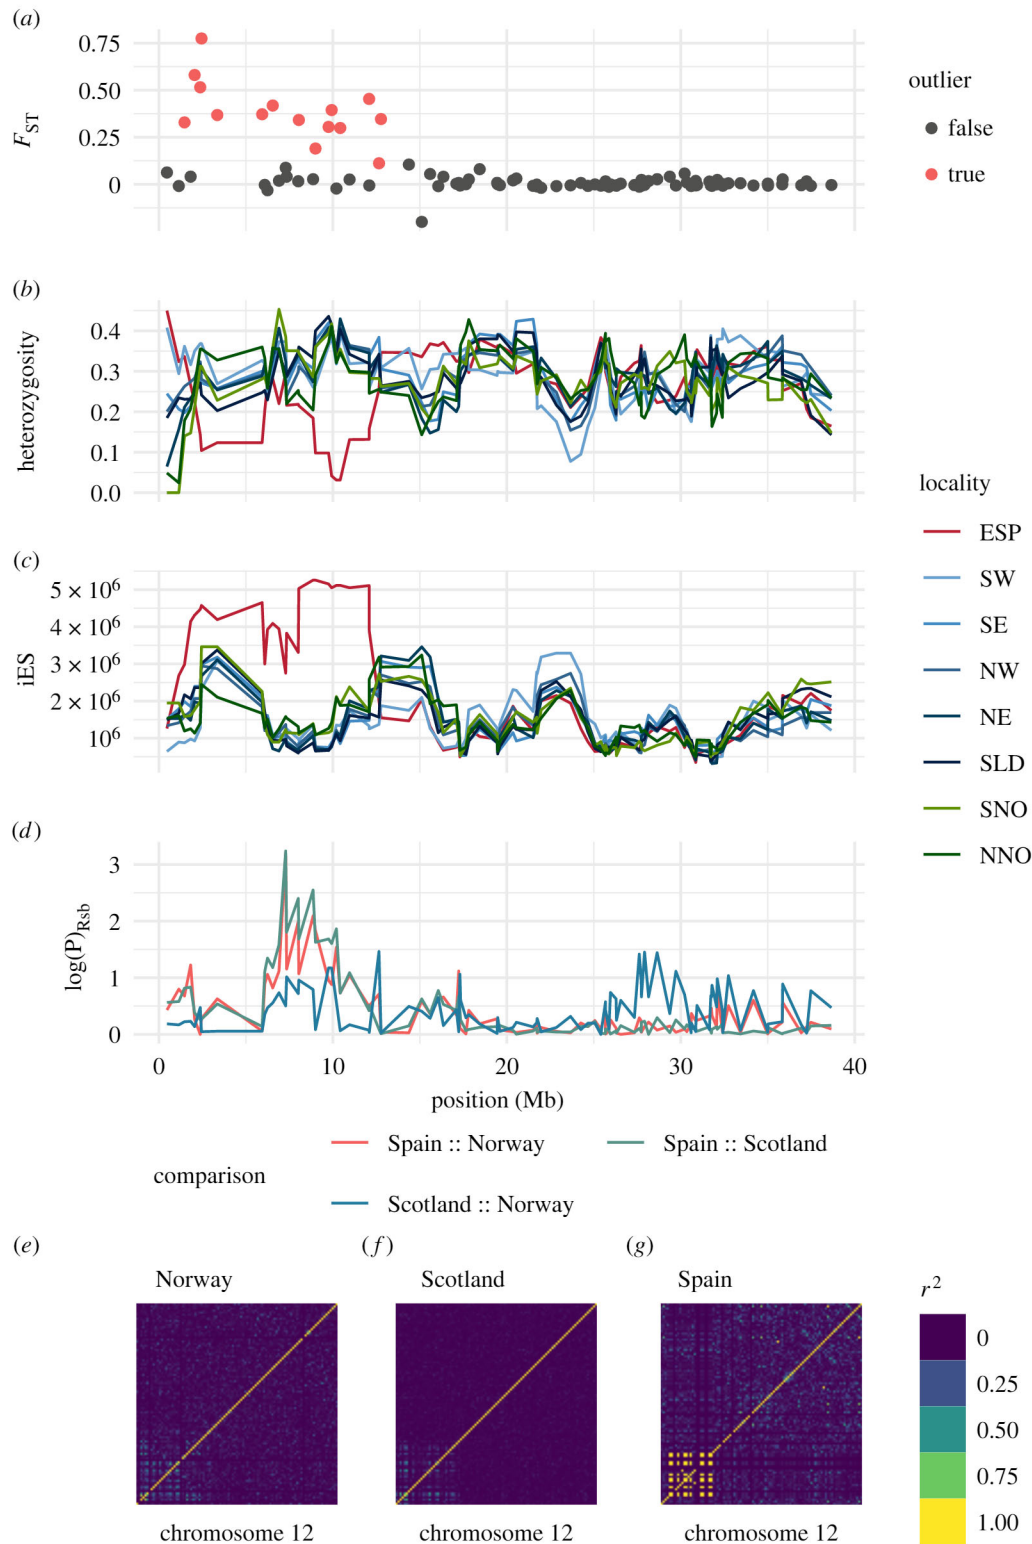 (a)
0.75
0.50
0.25
0
F_ST
outlier
false
true
(b)
0.4
0.3
0.2
0.1
0.0
heterozygosity
locality
ESP
SW
SE
NW
NE
SLD
SNO
NNO
(c)
5 × 10⁶
4 × 10⁶
3 × 10⁶
2 × 10⁶
10⁶
iES
(d)
3
2
1
0
log(P)_Rsb
0 10 20 30 40
position (Mb)
comparison
Spain :: Norway
Spain :: Scotland
Scotland :: Norway
(e) (f) (g)
Norway Scotland Spain
r²
0
0.25
0.50
0.75
1.00
chromosome 12 chromosome 12 chromosome 12